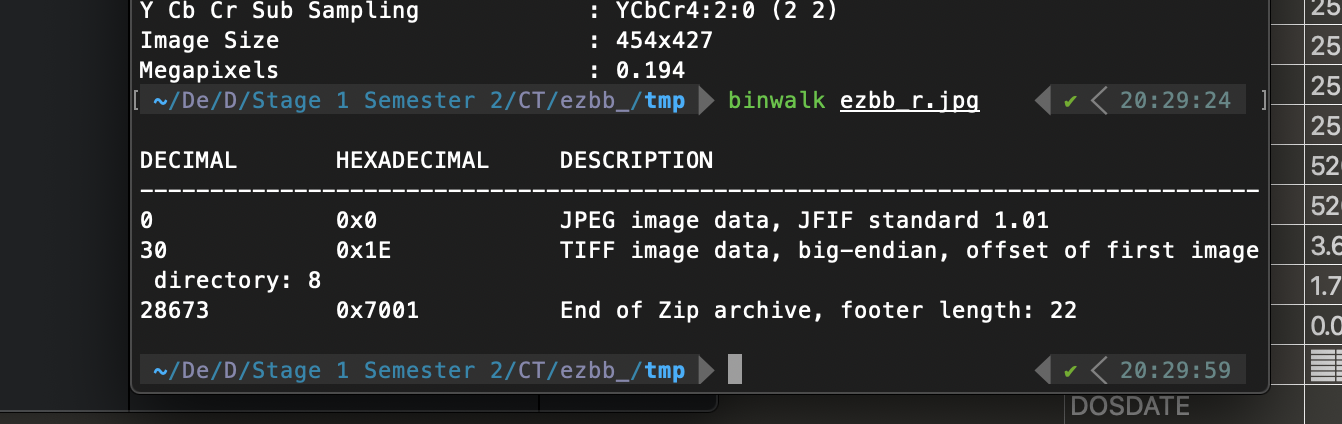 Y Cb Cr Sub Sampling : YCbCr4:2:0 (2 2)
Image Size : 454x427
Megapixels : 0.194
[ ~/De/D/Stage 1 Semester 2/CT/ezbb_/tmp binwalk ezbb_r.jpg ✔ 20:29:24 ]
DECIMAL HEXADECIMAL DESCRIPTION
--------------------------------------------------------------------------------
0 0x0 JPEG image data, JFIF standard 1.01
30 0x1E TIFF image data, big-endian, offset of first image
directory: 8
28673 0x7001 End of Zip archive, footer length: 22
~/De/D/Stage 1 Semester 2/CT/ezbb_/tmp ✔ 20:29:59
25
25
25
25
52
52
3.6
1.7
0.0
DOSDATE